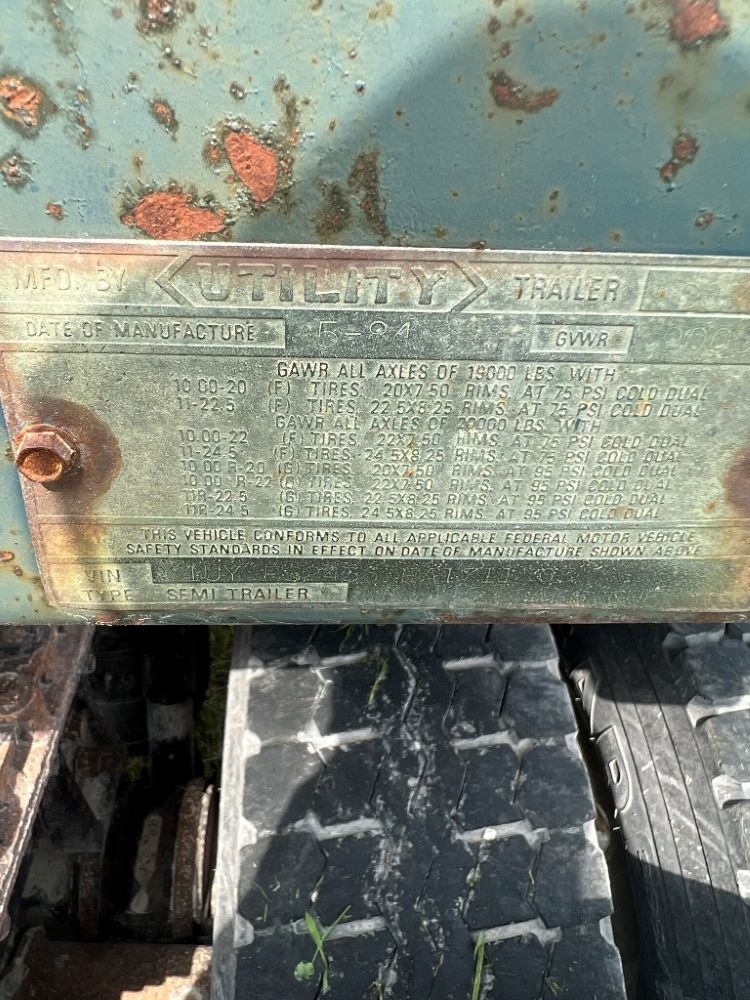 MFD. BY UTILITY TRAILER
DATE OF MANUFACTURE 5-84 GVWR
GAWR ALL AXLES OF 19000 LBS. WITH
10.00-20 (F) TIRES, 20X7.50 RIMS, AT 75 PSI COLD DUAL
11-22.5 (F) TIRES, 22.5X8.25 RIMS, AT 75 PSI COLD DUAL
GAWR ALL AXLES OF 20000 LBS. WITH
10.00-22 (F) TIRES, 22X7.50 RIMS, AT 75 PSI COLD DUAL
11-24.5 (F) TIRES, 24.5X8.25 RIMS, AT 75 PSI COLD DUAL
10.00 R-20 (G) TIRES, 20X7.50 RIMS, AT 95 PSI COLD DUAL
10.00 R-22 (G) TIRES, 22X7.50 RIMS, AT 95 PSI COLD DUAL
11R-22.5 (G) TIRES, 22.5X8.25 RIMS, AT 95 PSI COLD DUAL
11R-24.5 (G) TIRES, 24.5X8.25 RIMS, AT 95 PSI COLD DUAL
THIS VEHICLE CONFORMS TO ALL APPLICABLE FEDERAL MOTOR VEHICLE
SAFETY STANDARDS IN EFFECT ON DATE OF MANUFACTURE SHOWN ABOVE
VIN
TYPE SEMI TRAILER